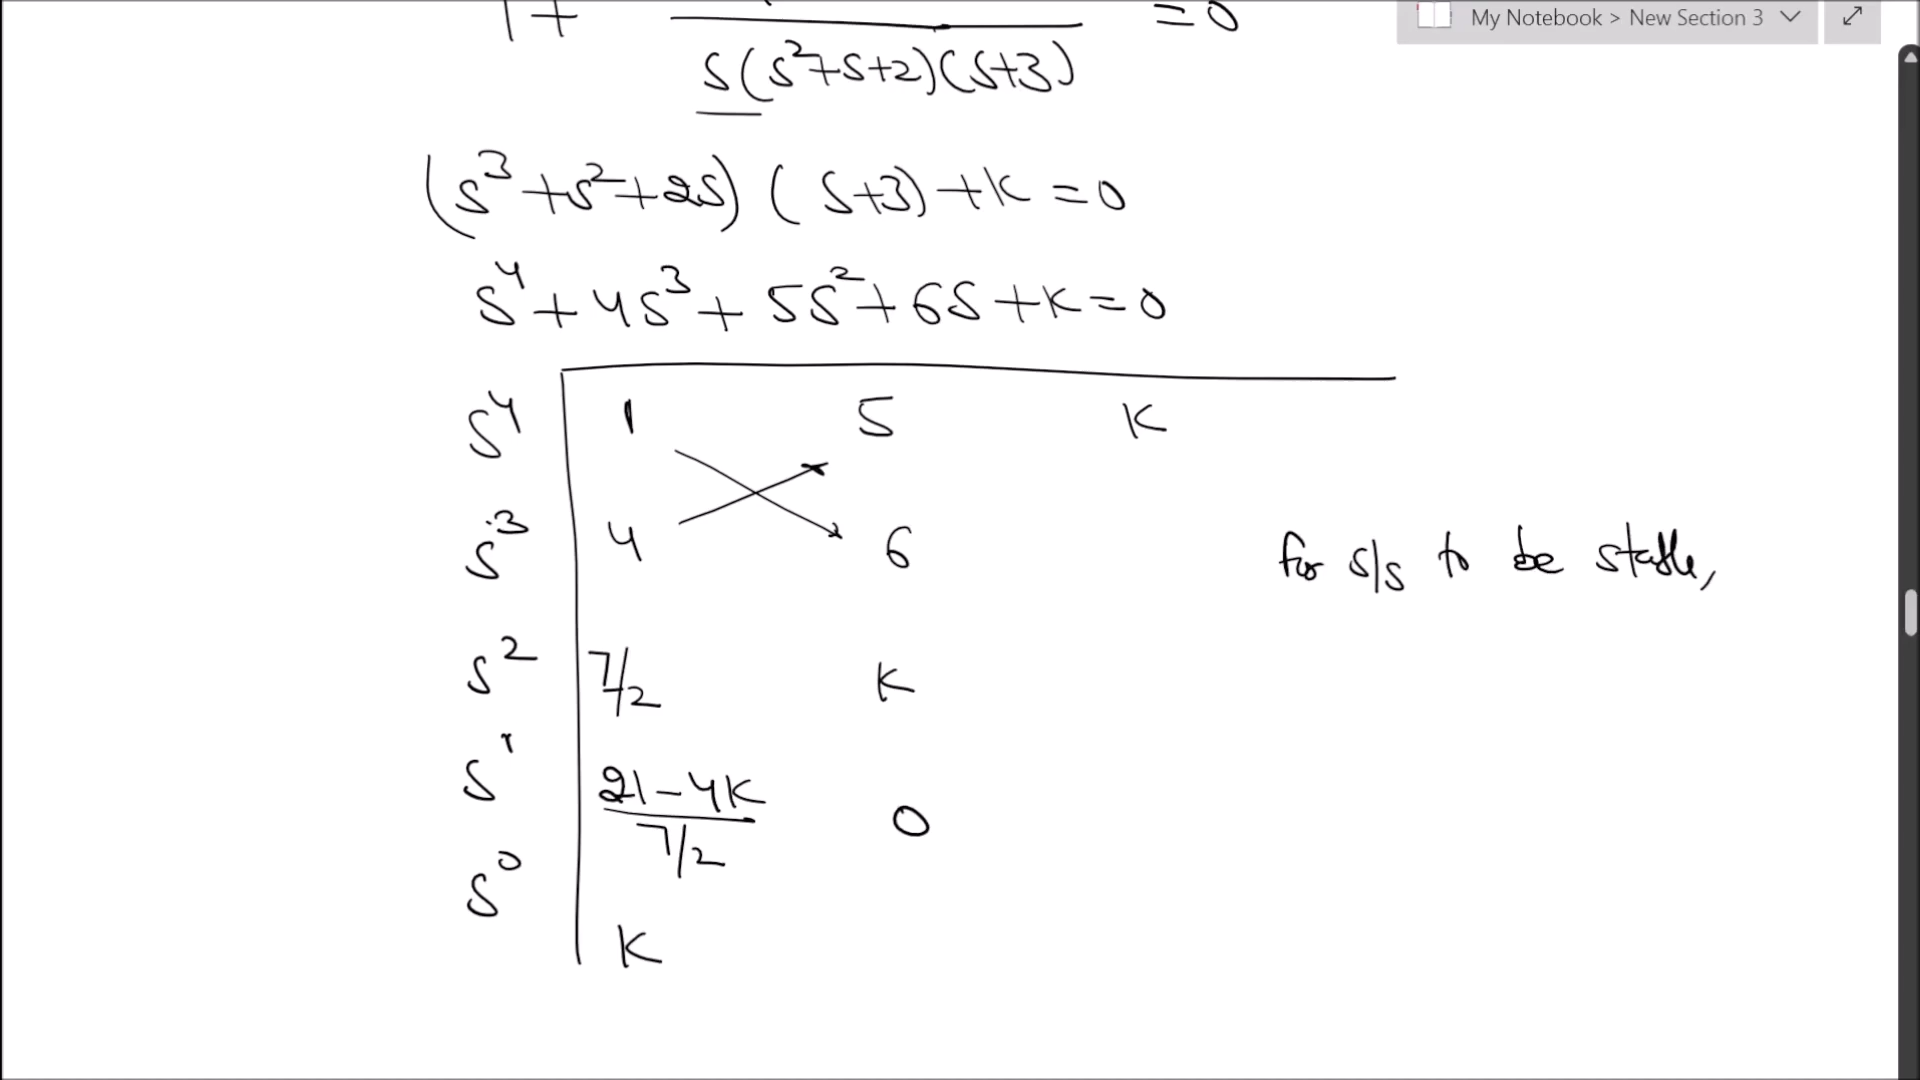 My Notebook > New Section 3
1 + = 0
s(s²+s+2)(s+3)
(s³+s²+2s)(s+3)+K=0
s⁴+4s³+5s²+6s+K=0
s⁴ 1 5 K
s³ 4 6
for s/s to be stable,
s² 7/2 K
s¹ 21-4K / 7/2 0
s⁰
K